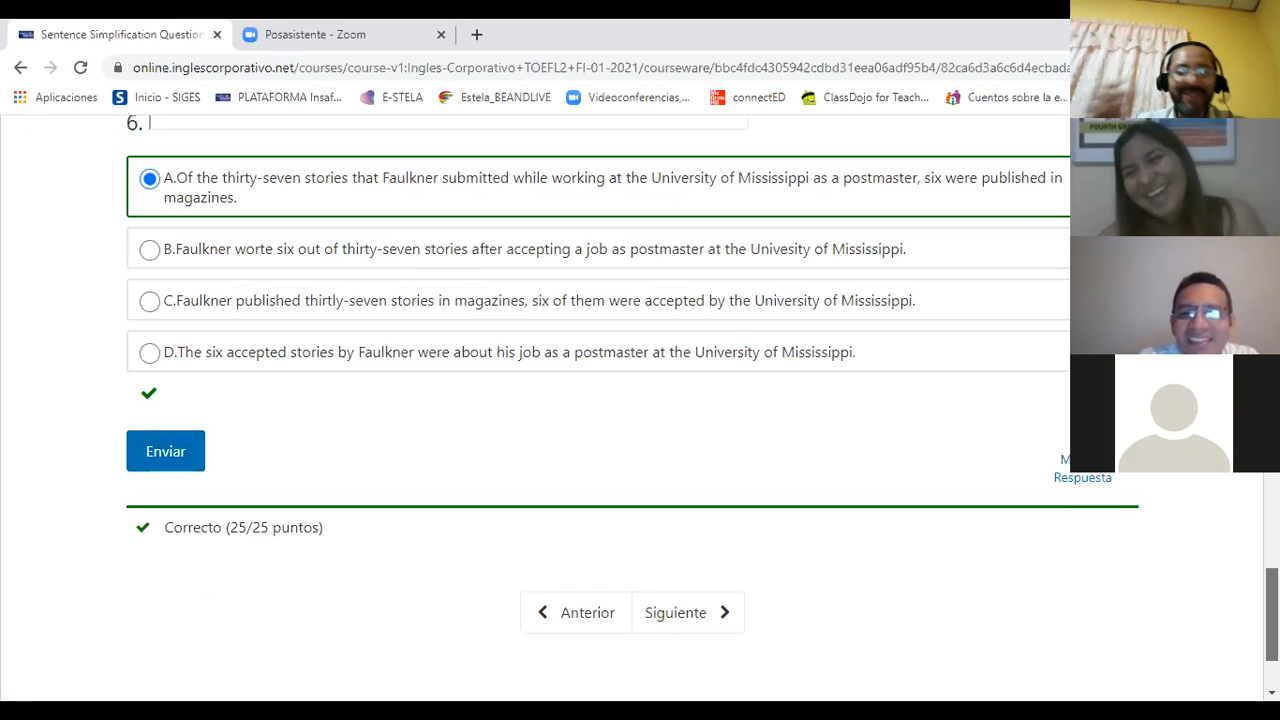 Sentence Simplification Question
Posasistente - Zoom
online.inglescorporativo.net/courses/course-v1:Ingles-Corporativo+TOEFL2+FI-01-2021/courseware/bbc4fdc4305942cdbd31eea06adf95b4/82ca6d3a6c6d4ecbada
Aplicaciones
Inicio - SIGES
PLATAFORMA Insaf...
E-STELA
Estela_BEANDLIVE
Videoconferencias,...
connectED
ClassDojo for Teach...
Cuentos sobre la e...
6.
A.Of the thirty-seven stories that Faulkner submitted while working at the University of Mississippi as a postmaster, six were published in
magazines.
B.Faulkner worte six out of thirty-seven stories after accepting a job as postmaster at the Univesity of Mississippi.
C.Faulkner published thirtly-seven stories in magazines, six of them were accepted by the University of Mississippi.
D.The six accepted stories by Faulkner were about his job as a postmaster at the University of Mississippi.
Enviar
Respuesta
Correcto (25/25 puntos)
Anterior
Siguiente